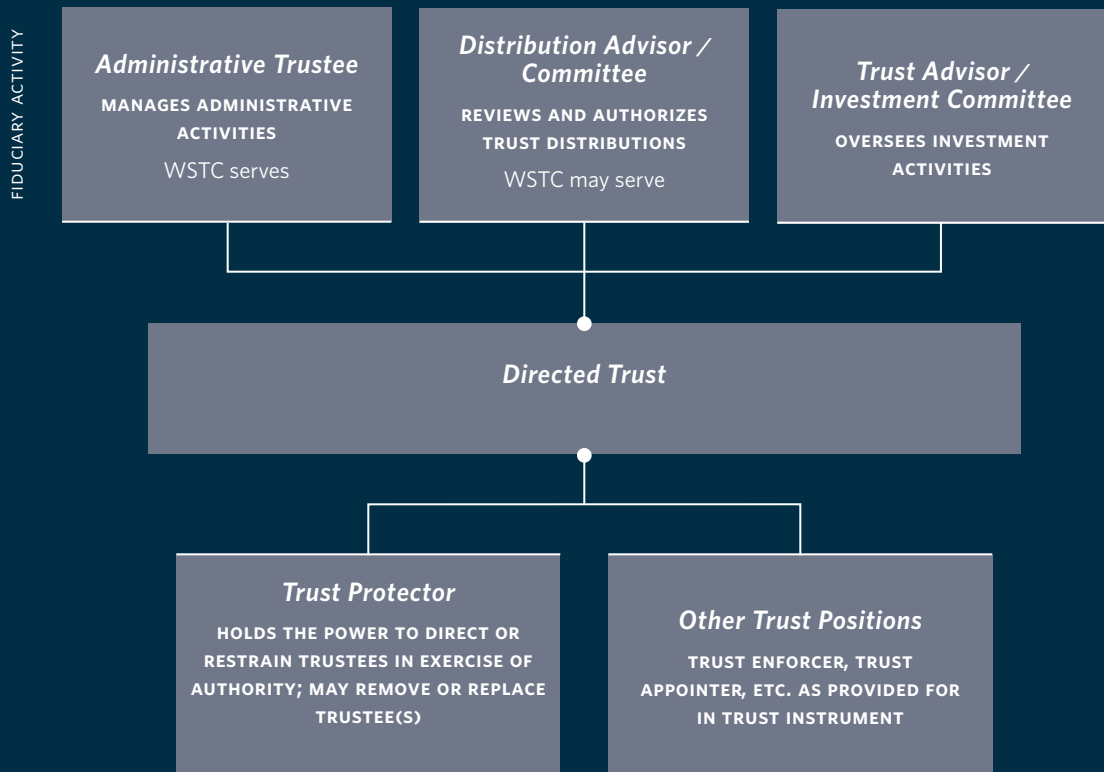 FIDUCIARY ACTIVITY
Administrative Trustee
MANAGES ADMINISTRATIVE
ACTIVITIES
WSTC serves
Distribution Advisor /
Committee
REVIEWS AND AUTHORIZES
TRUST DISTRIBUTIONS
WSTC may serve
Trust Advisor /
Investment Committee
OVERSEES INVESTMENT
ACTIVITIES
Directed Trust
Trust Protector
HOLDS THE POWER TO DIRECT OR
RESTRAIN TRUSTEES IN EXERCISE OF
AUTHORITY; MAY REMOVE OR REPLACE
TRUSTEE(S)
Other Trust Positions
TRUST ENFORCER, TRUST
APPOINTER, ETC. AS PROVIDED FOR
IN TRUST INSTRUMENT